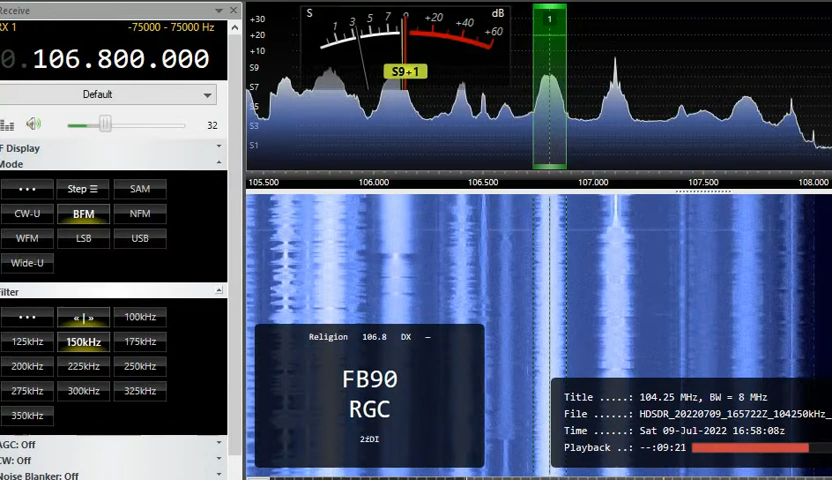 Receive
RX 1 -75000 - 75000 Hz
0.106.800.000
Default
32
F Display
Mode
••• Step ☰ SAM
CW-U BFM NFM
WFM LSB USB
Wide-U
Filter
••• « | » 100kHz
125kHz 150kHz 175kHz
200kHz 225kHz 250kHz
275kHz 300kHz 325kHz
350kHz
AGC: Off
CW: Off
Noise Blanker: Off
+30
+20
+10
S9
S5
S3
S1
S 1 3 5 7 9 +20 +40 +60 dB
S9+1
1
105.500 106.000 106.500 107.000 107.500 108.000
Religion 106.8 DX –
FB90
RGC
Title .....: 104.25 MHz, BW = 8 MHz
File ......: HDSDR_20220709_165722Z_104250kHz_
Time ......: Sat 09-Jul-2022 16:58:08z
Playback ..: --:09:21